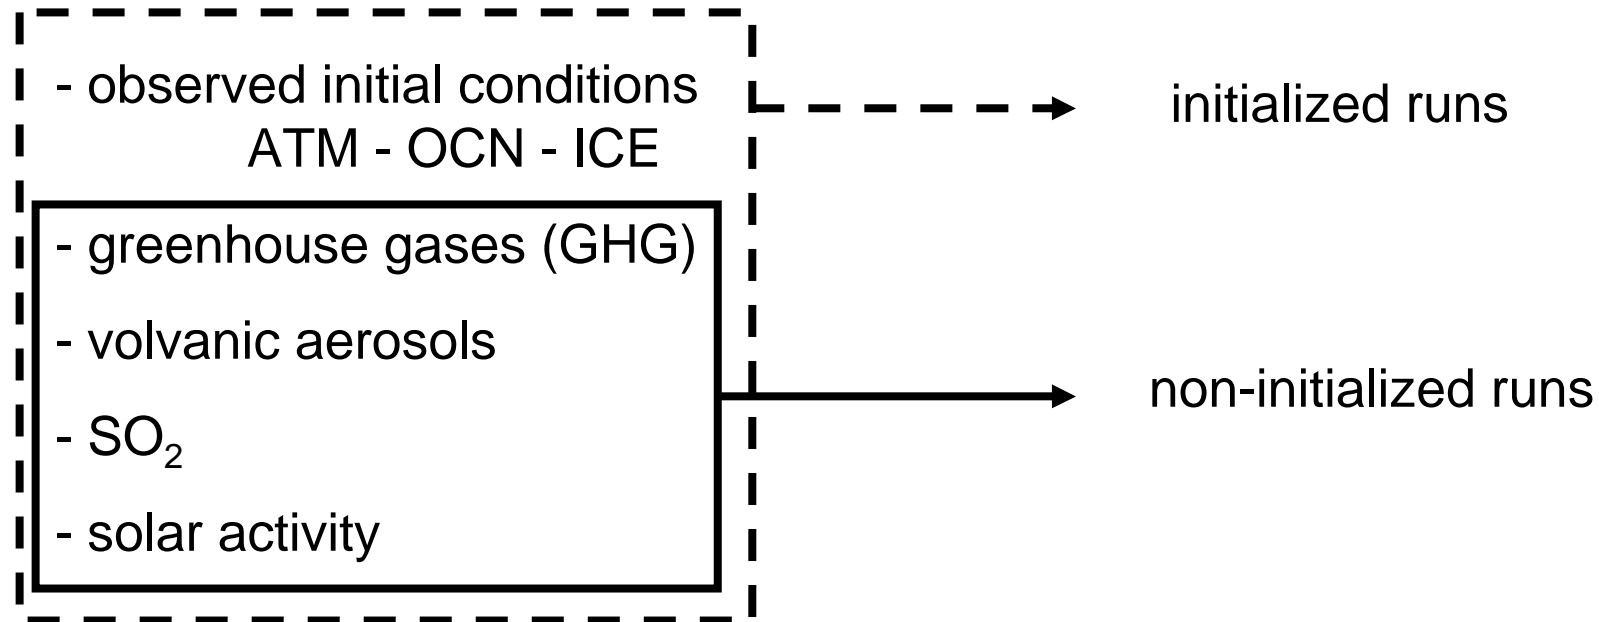 - observed initial conditions
ATM - OCN - ICE
initialized runs
- greenhouse gases (GHG)
- volvanic aerosols
- SO₂
- solar activity
non-initialized runs